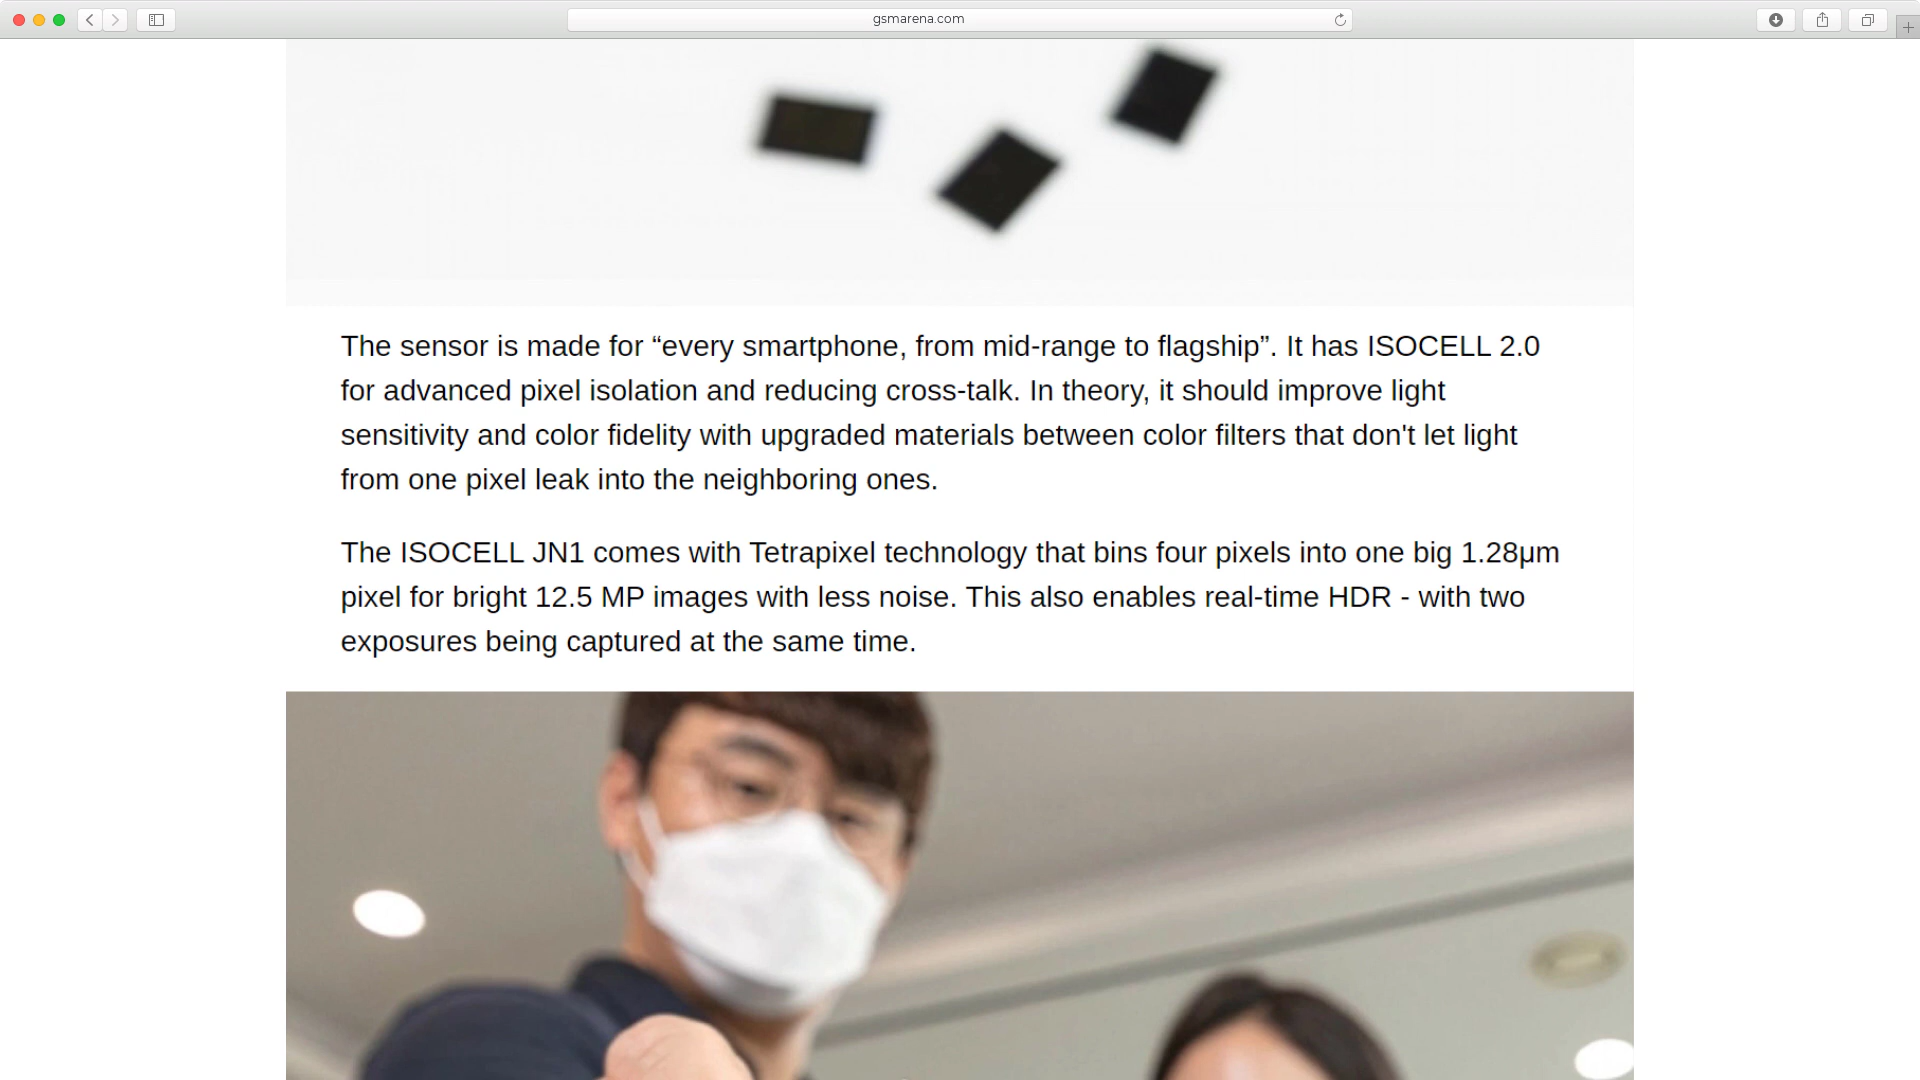 gsmarena.com
The sensor is made for “every smartphone, from mid-range to flagship”. It has ISOCELL 2.0
for advanced pixel isolation and reducing cross-talk. In theory, it should improve light
sensitivity and color fidelity with upgraded materials between color filters that don't let light
from one pixel leak into the neighboring ones.
The ISOCELL JN1 comes with Tetrapixel technology that bins four pixels into one big 1.28μm
pixel for bright 12.5 MP images with less noise. This also enables real-time HDR - with two
exposures being captured at the same time.